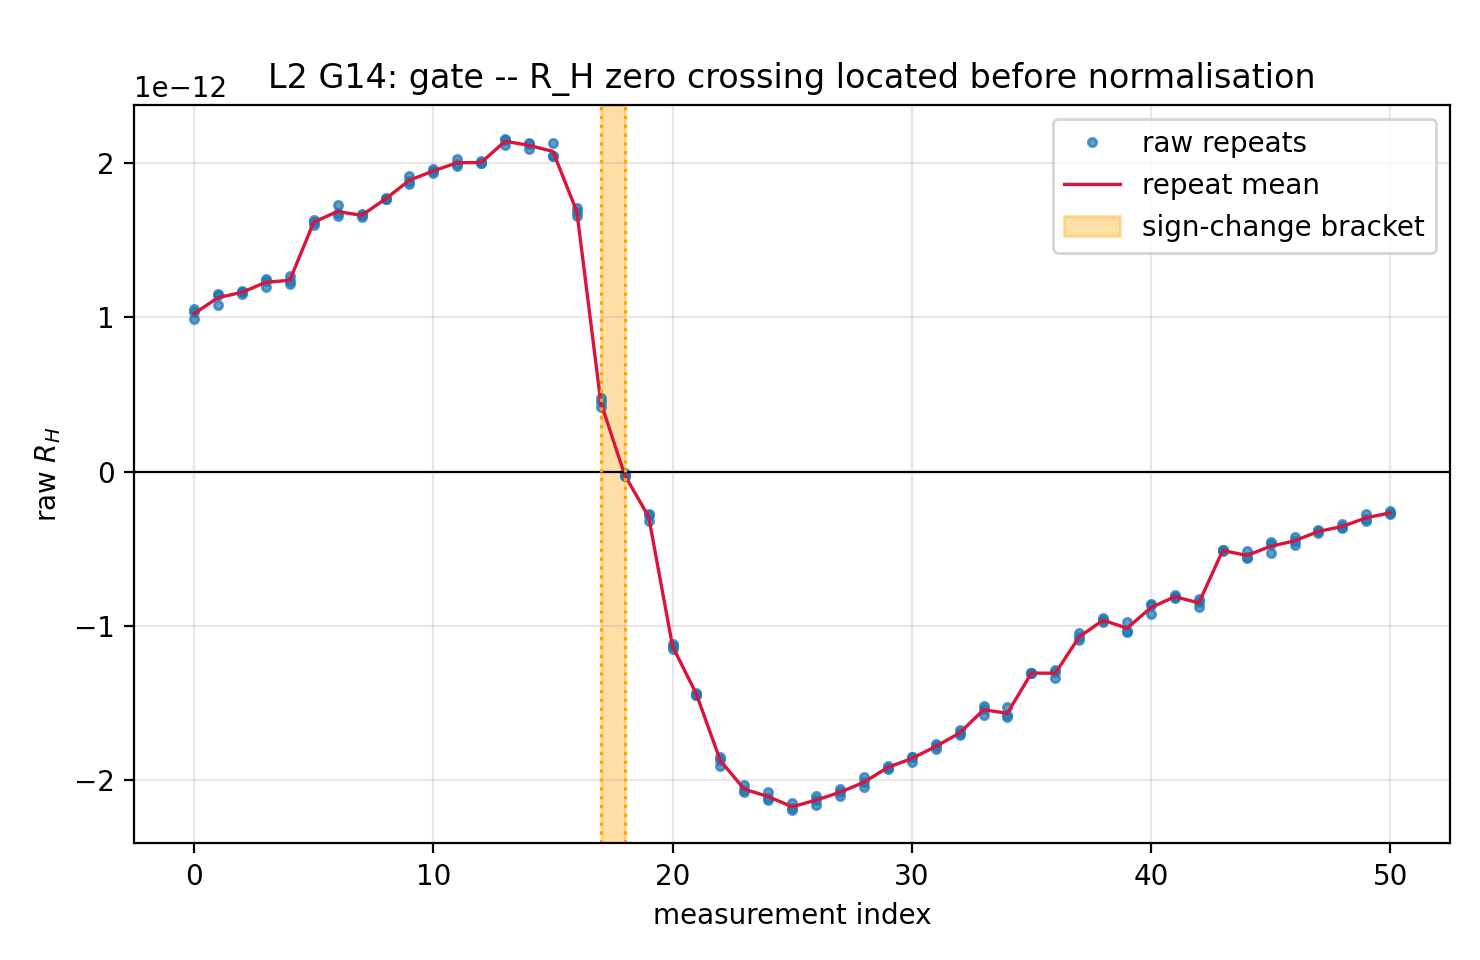 L2 G14: gate -- R_H zero crossing located before normalisation
1e−12
raw repeats
repeat mean
sign-change bracket
2
1
0
−1
−2
raw R_H
0 10 20 30 40 50
measurement index